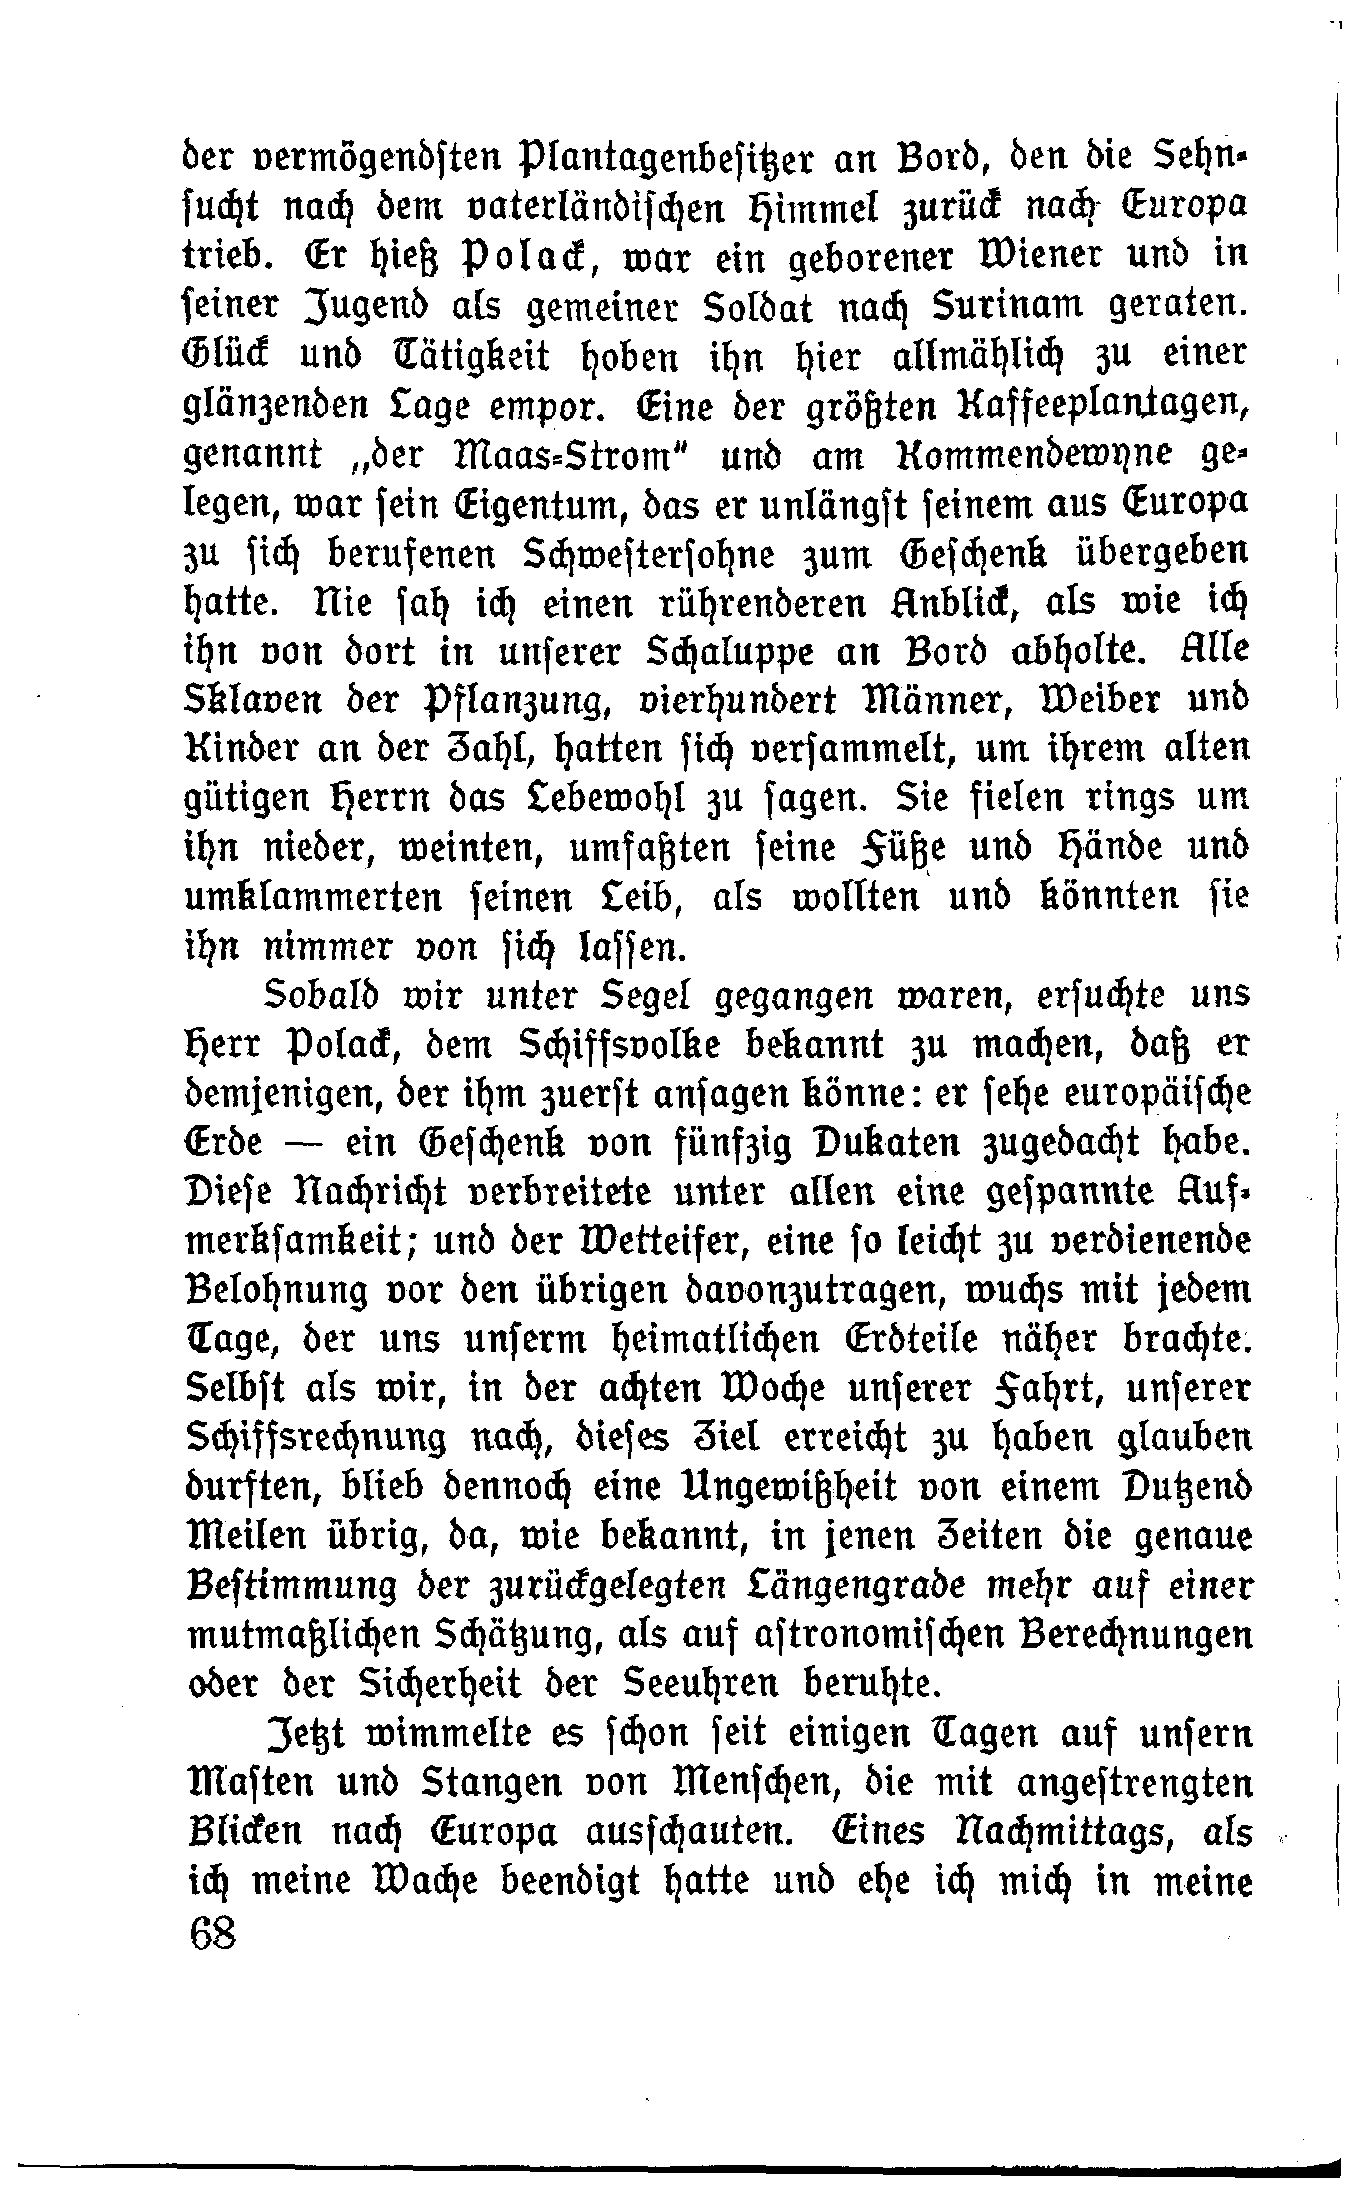 der vermögendsten Plantagenbesitzer an Bord, den die Sehn-
sucht nach dem vaterländischen Himmel zurück nach Europa
trieb. Er hieß Polack, war ein geborener Wiener und in
seiner Jugend als gemeiner Soldat nach Surinam geraten.
Glück und Tätigkeit hoben ihn hier allmählich zu einer
glänzenden Lage empor. Eine der größten Kaffeeplantagen,
genannt „der Maas-Strom“ und am Kommendewyne ge-
legen, war sein Eigentum, das er unlängst seinem aus Europa
zu sich berufenen Schwestersohne zum Geschenk übergeben
hatte. Nie sah ich einen rührenderen Anblick, als wie ich
ihn von dort in unserer Schaluppe an Bord abholte. Alle
Sklaven der Pflanzung, vierhundert Männer, Weiber und
Kinder an der Zahl, hatten sich versammelt, um ihrem alten
gütigen Herrn das Lebewohl zu sagen. Sie fielen rings um
ihn nieder, weinten, umfaßten seine Füße und Hände und
umklammerten seinen Leib, als wollten und könnten sie
ihn nimmer von sich lassen.
Sobald wir unter Segel gegangen waren, ersuchte uns
Herr Polack, dem Schiffsvolke bekannt zu machen, daß er
demjenigen, der ihm zuerst ansagen könne: er sehe europäische
Erde — ein Geschenk von fünfzig Dukaten zugedacht habe.
Diese Nachricht verbreitete unter allen eine gespannte Auf-
merksamkeit; und der Wetteifer, eine so leicht zu verdienende
Belohnung vor den übrigen davonzutragen, wuchs mit jedem
Tage, der uns unserm heimatlichen Erdteile näher brachte.
Selbst als wir, in der achten Woche unserer Fahrt, unserer
Schiffsrechnung nach, dieses Ziel erreicht zu haben glauben
durften, blieb dennoch eine Ungewißheit von einem Dutzend
Meilen übrig, da, wie bekannt, in jenen Zeiten die genaue
Bestimmung der zurückgelegten Längengrade mehr auf einer
mutmaßlichen Schätzung, als auf astronomischen Berechnungen
oder der Sicherheit der Seeuhren beruhte.
Jetzt wimmelte es schon seit einigen Tagen auf unsern
Masten und Stangen von Menschen, die mit angestrengten
Blicken nach Europa ausschauten. Eines Nachmittags, als
ich meine Wache beendigt hatte und ehe ich mich in meine
68